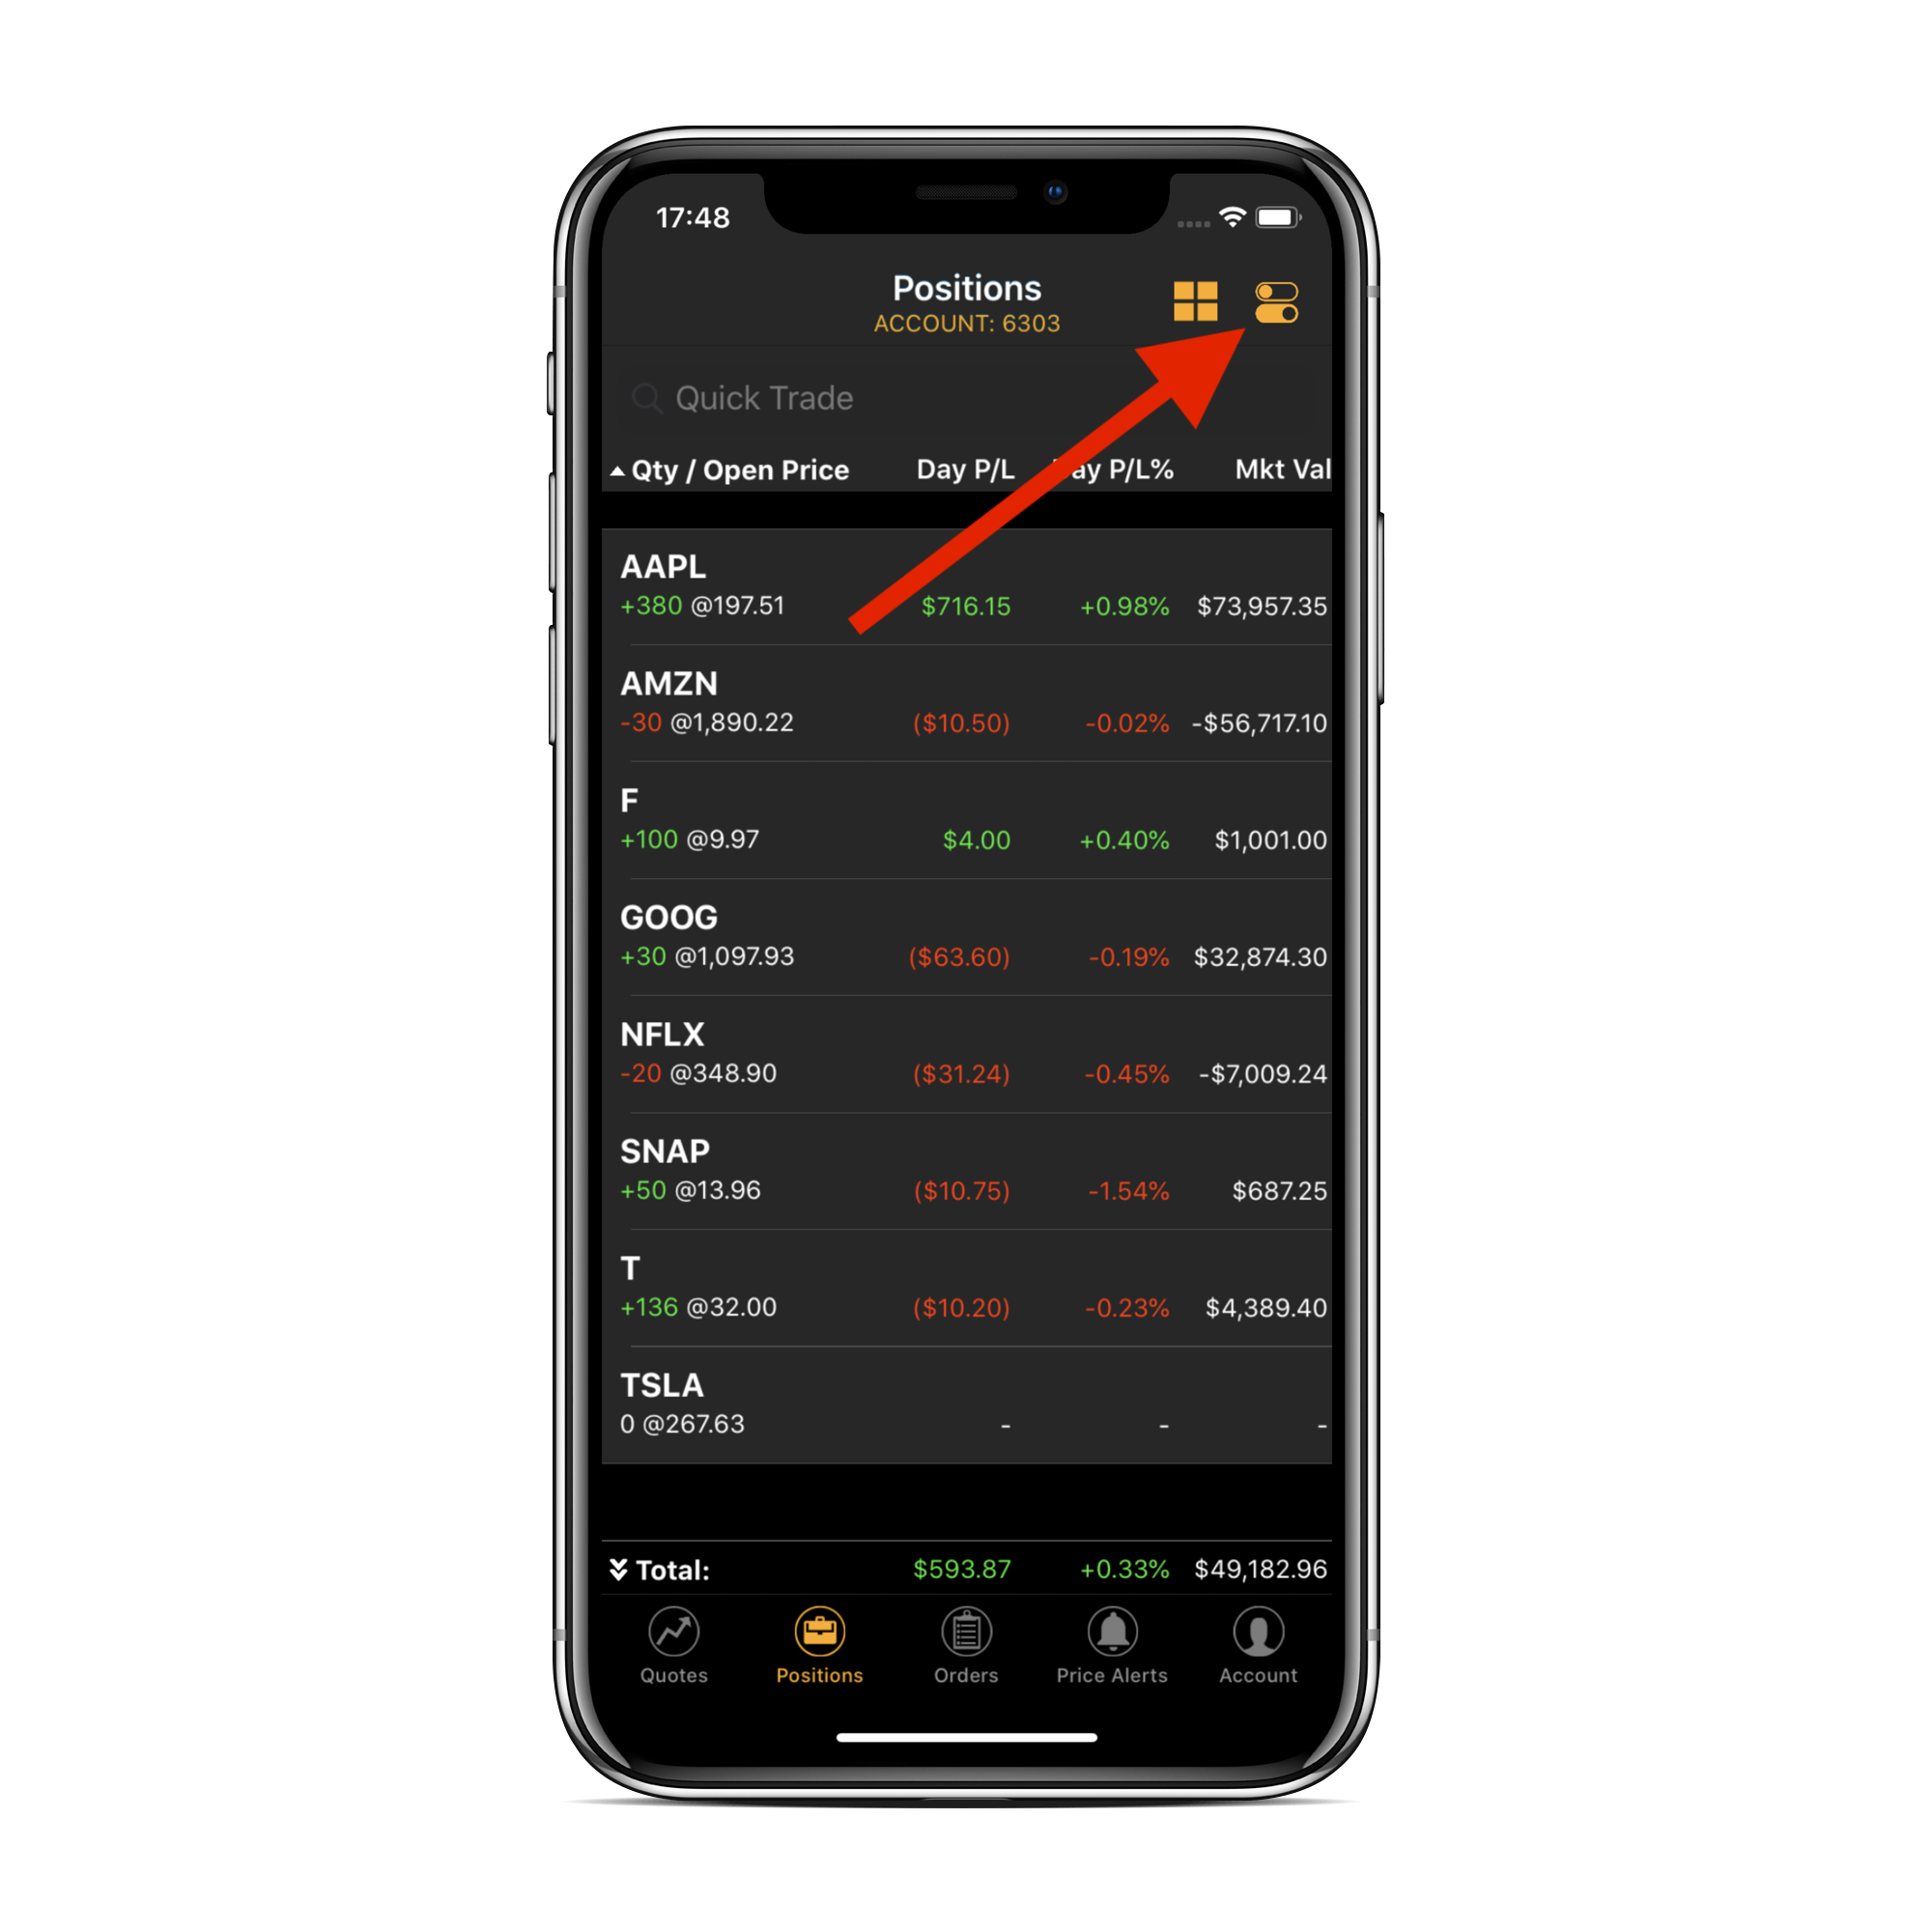 17:48
Positions
ACCOUNT: 6303
Quick Trade
Qty / Open Price Day P/L ay P/L% Mkt Val
AAPL
+380 @197.51 $716.15 +0.98% $73,957.35
AMZN
-30 @1,890.22 ($10.50) -0.02% -$56,717.10
F
+100 @9.97 $4.00 +0.40% $1,001.00
GOOG
+30 @1,097.93 ($63.60) -0.19% $32,874.30
NFLX
-20 @348.90 ($31.24) -0.45% -$7,009.24
SNAP
+50 @13.96 ($10.75) -1.54% $687.25
T
+136 @32.00 ($10.20) -0.23% $4,389.40
TSLA
0 @267.63 - - -
Total: $593.87 +0.33% $49,182.96
Quotes Positions Orders Price Alerts Account